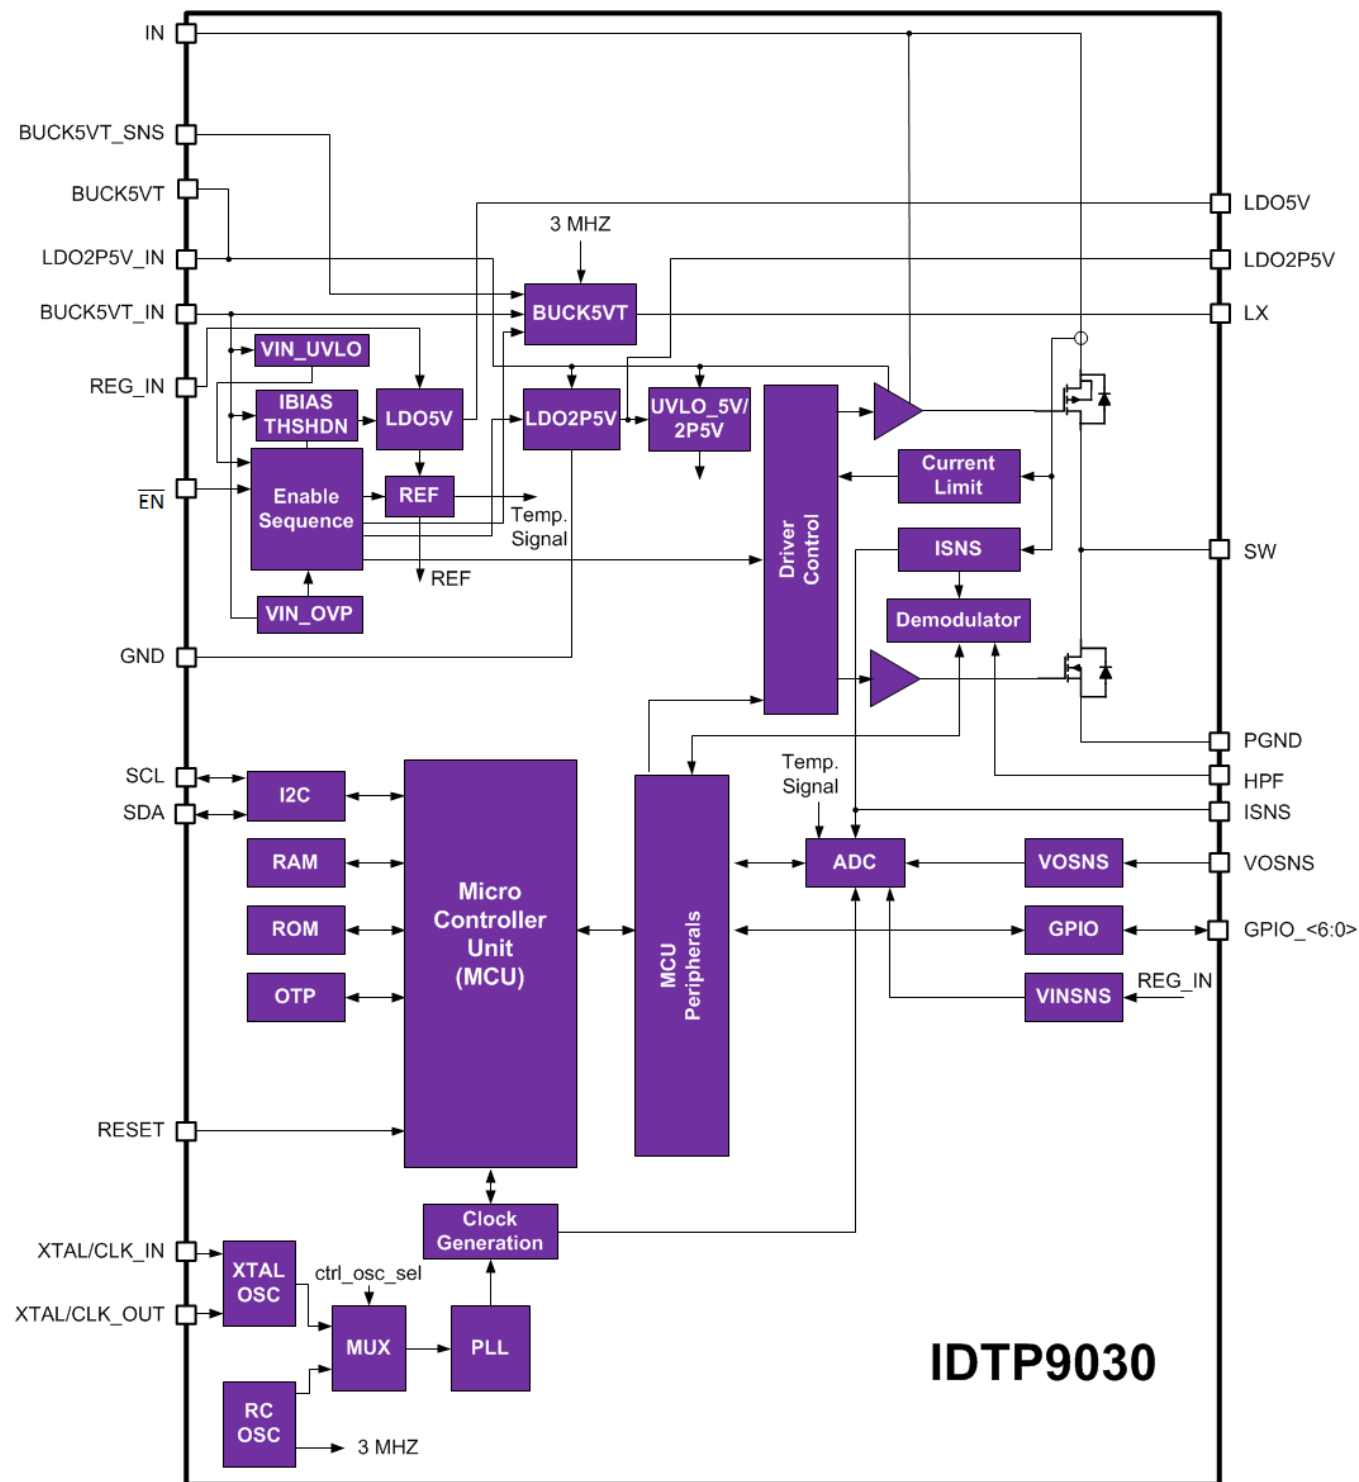 IN
BUCK5VT_SNS
BUCK5VT
LDO2P5V_IN
BUCK5VT_IN
REG_IN
EN
GND
SCL
SDA
RESET
XTAL/CLK_IN
XTAL/CLK_OUT
3 MHZ
BUCK5VT
VIN_UVLO
IBIAS
THSHDN
LDO5V
LDO2P5V
UVLO_5V/
2P5V
Enable
Sequence
REF
Temp.
Signal
REF
VIN_OVP
Driver
Control
Current
Limit
ISNS
Demodulator
I2C
RAM
ROM
OTP
Micro
Controller
Unit
(MCU)
MCU
Peripherals
Temp.
Signal
ADC
VOSNS
GPIO
VINSNS
REG_IN
Clock
Generation
XTAL
OSC
ctrl_osc_sel
MUX
PLL
RC
OSC
3 MHZ
LDO5V
LDO2P5V
LX
SW
PGND
HPF
ISNS
VOSNS
GPIO_<6:0>
IDTP9030